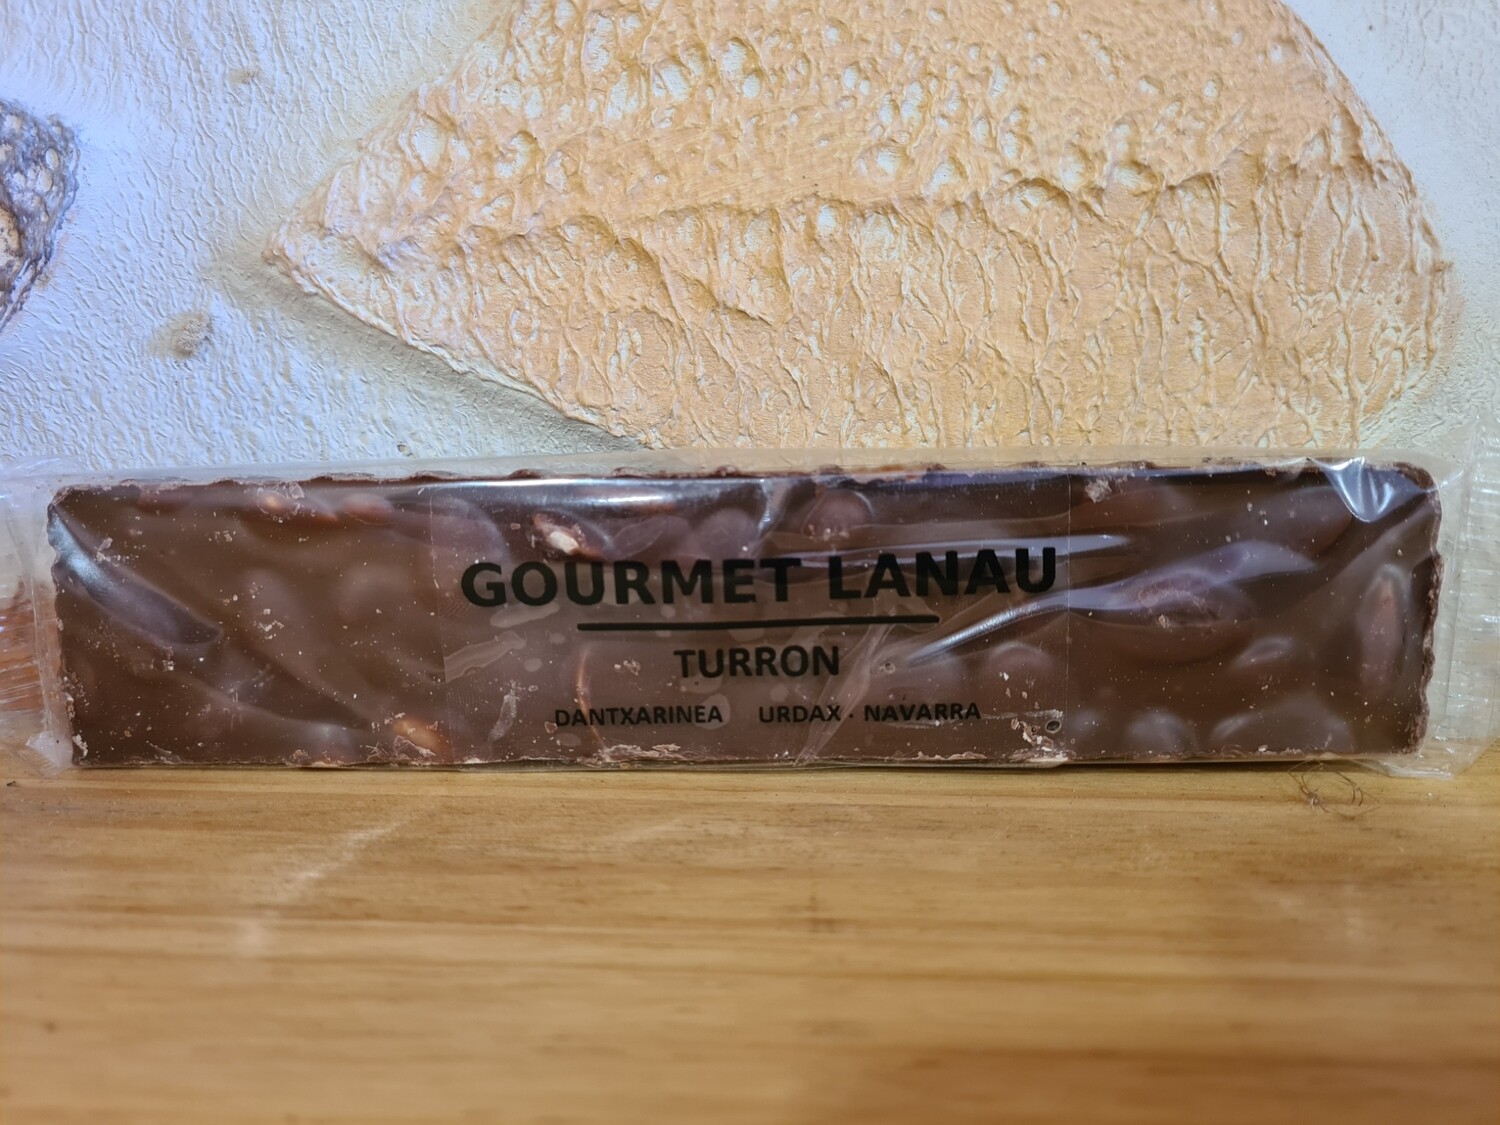 GOURMET LANAU
TURRON
DANTXARINEA URDAX - NAVARRA